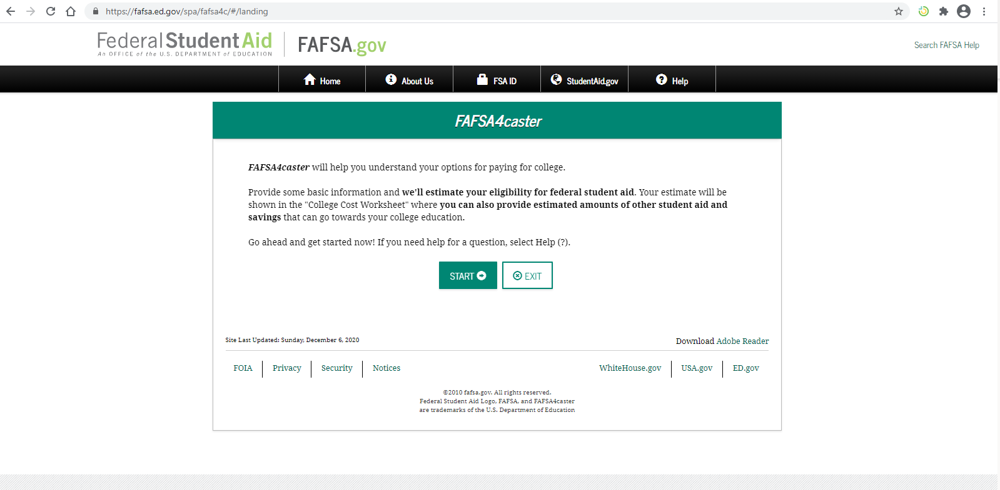 https://fafsa.ed.gov/spa/fafsa4c/#/landing
Federal Student Aid
An OFFICE of the U.S. DEPARTMENT of EDUCATION
FAFSA.gov
Search FAFSA Help
Home
About Us
FSA ID
StudentAid.gov
Help
FAFSA4caster
FAFSA4caster will help you understand your options for paying for college.
Provide some basic information and we'll estimate your eligibility for federal student aid. Your estimate will be
shown in the "College Cost Worksheet" where you can also provide estimated amounts of other student aid and
savings that can go towards your college education.
Go ahead and get started now! If you need help for a question, select Help (?).
START
EXIT
Site Last Updated: Sunday, December 6, 2020
Download Adobe Reader
FOIA
Privacy
Security
Notices
WhiteHouse.gov
USA.gov
ED.gov
©2010 fafsa.gov. All rights reserved.
Federal Student Aid Logo, FAFSA, and FAFSA4caster
are trademarks of the U.S. Department of Education